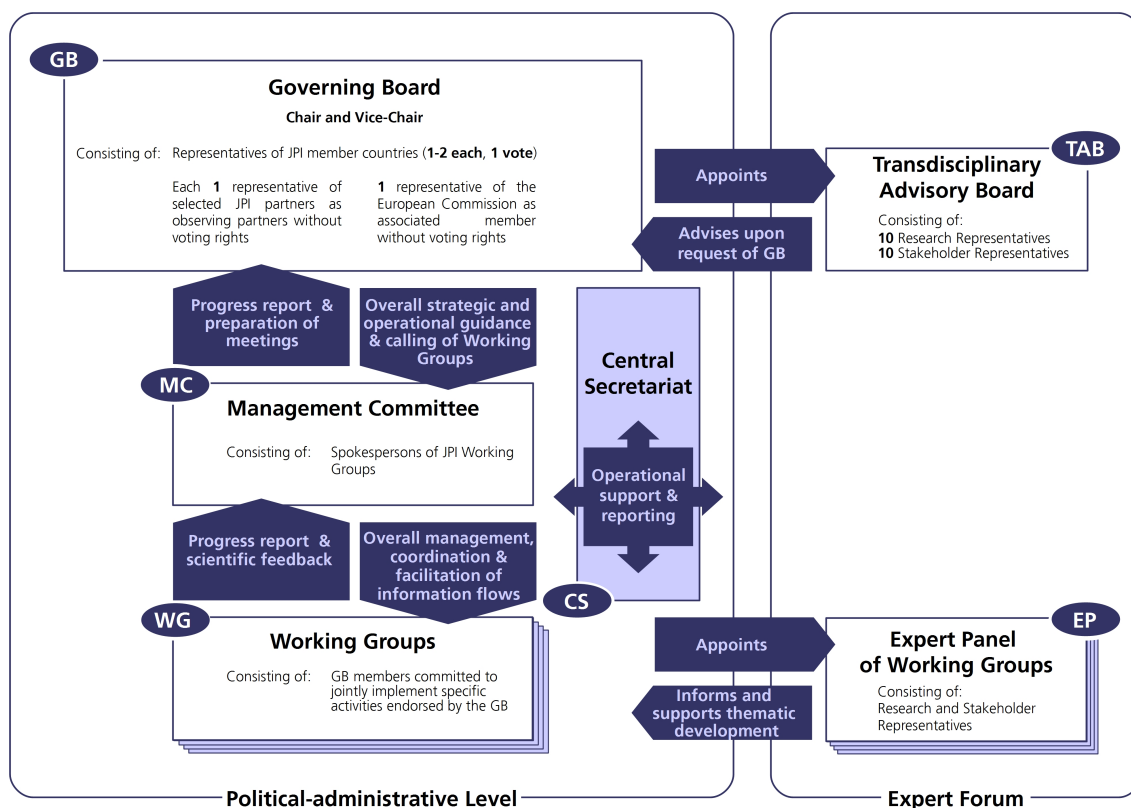 GB
Governing Board
Chair and Vice-Chair
Consisting of: Representatives of JPI member countries (1-2 each, 1 vote)
Each 1 representative of
selected JPI partners as
observing partners without
voting rights
1 representative of the
European Commission as
associated member
without voting rights
Appoints
Advises upon
request of GB
TAB
Transdisciplinary
Advisory Board
Consisting of:
10 Research Representatives
10 Stakeholder Representatives
Progress report &
preparation of
meetings
Overall strategic and
operational guidance
& calling of Working
Groups
Central
Secretariat
Operational
support &
reporting
CS
MC
Management Committee
Consisting of: Spokespersons of JPI Working
Groups
Progress report &
scientific feedback
Overall management,
coordination &
facilitation of
information flows
WG
Working Groups
Consisting of: GB members committed to
jointly implement specific
activities endorsed by the GB
Appoints
Informs and
supports thematic
development
EP
Expert Panel
of Working Groups
Consisting of:
Research and Stakeholder
Representatives
Political-administrative Level
Expert Forum